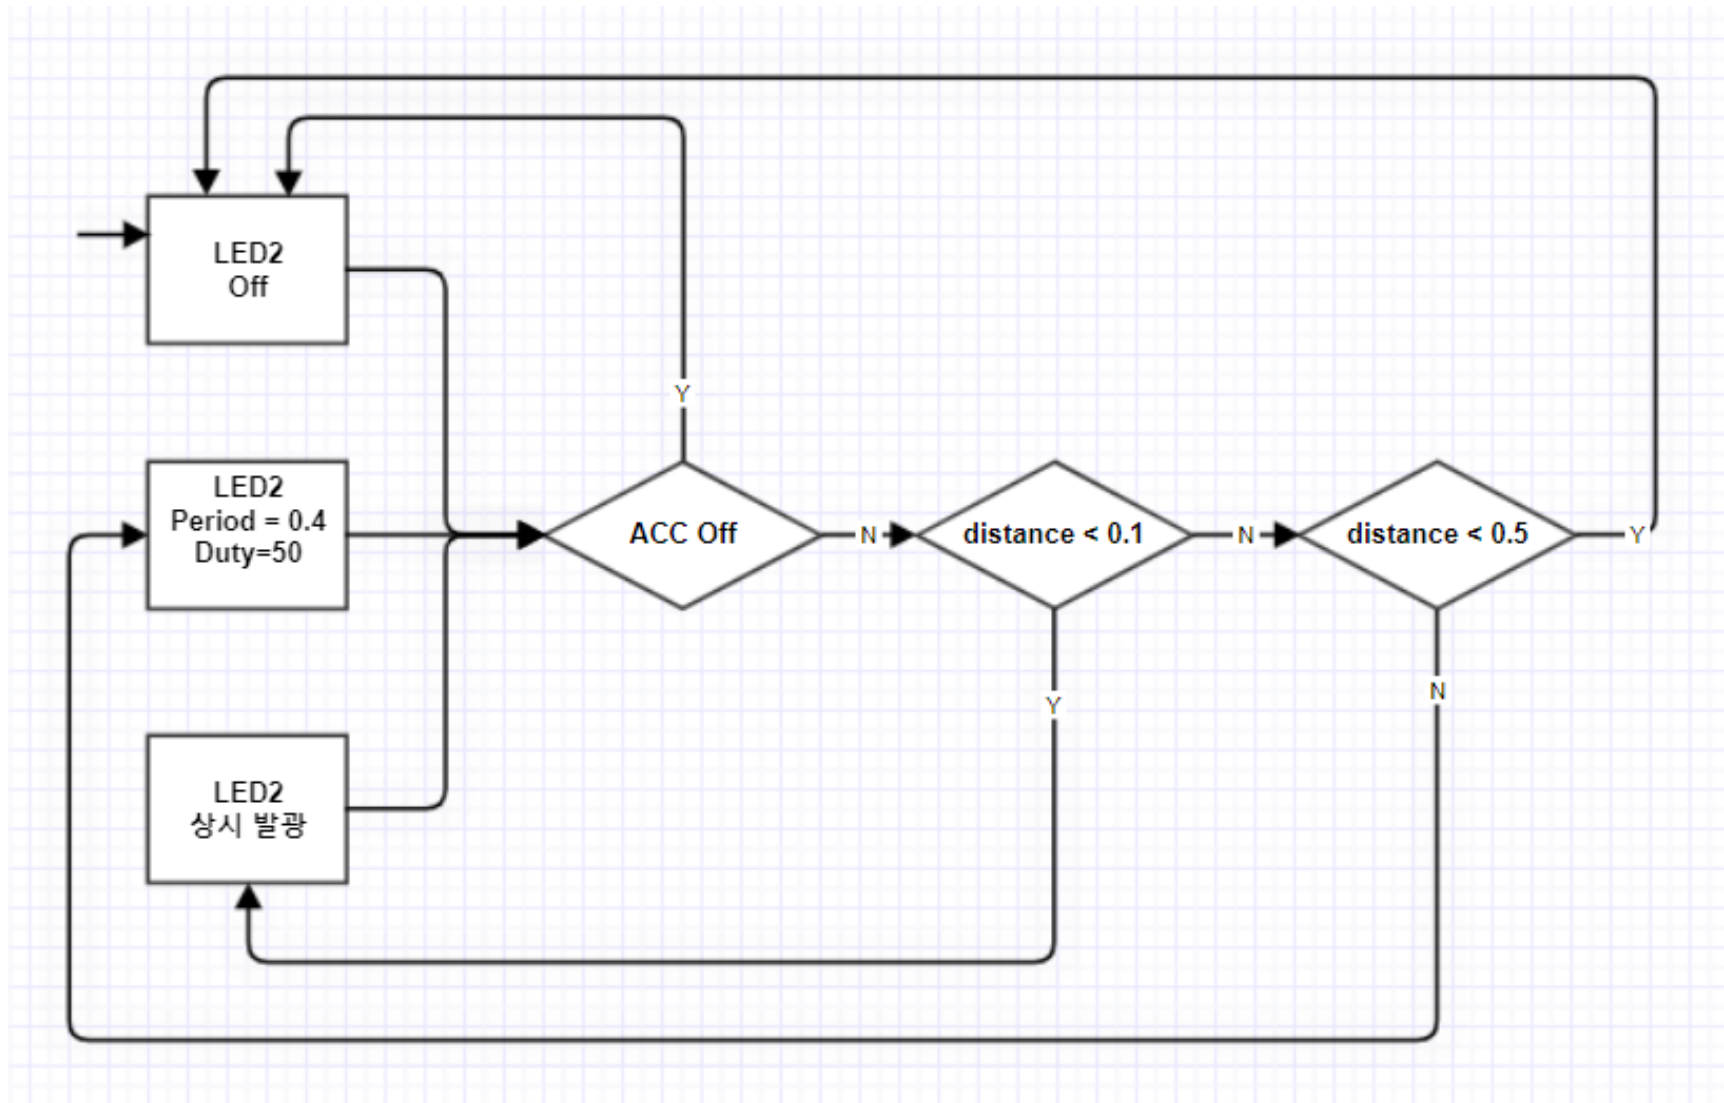 LED2
Off
Y
LED2
Period = 0.4
Duty=50
ACC Off
N
distance < 0.1
N
distance < 0.5
Y
Y
N
LED2
상시 발광